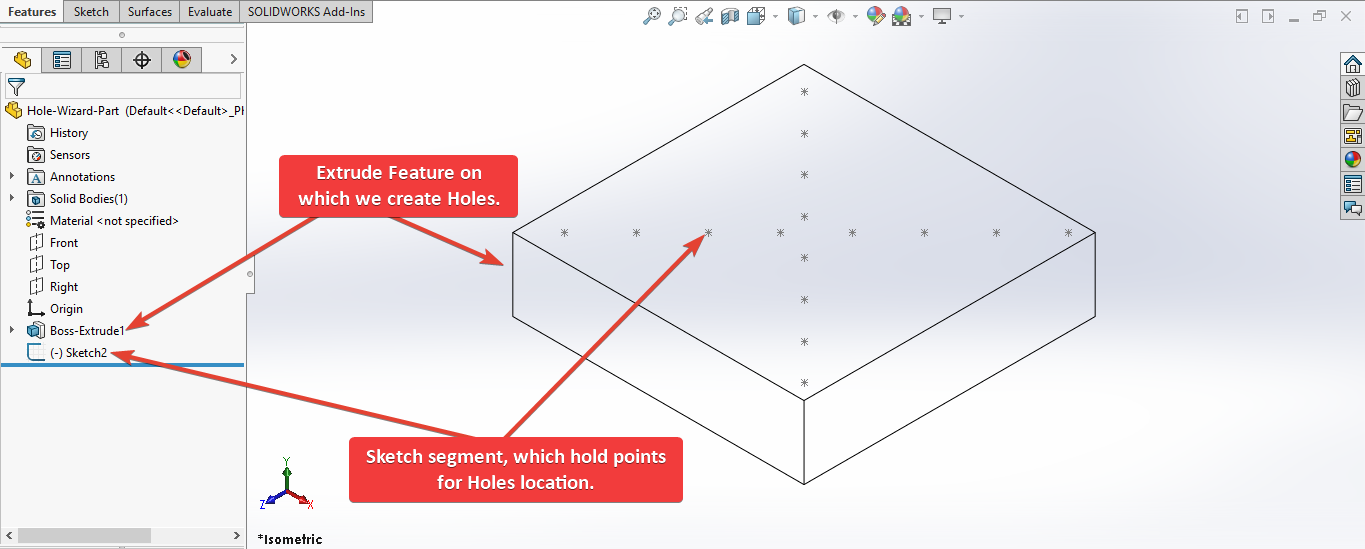 Features Sketch Surfaces Evaluate SOLIDWORKS Add-Ins
Hole-Wizard-Part (Default<<Default>_Pl
History
Sensors
Annotations
Solid Bodies(1)
Material <not specified>
Front
Top
Right
Origin
Boss-Extrude1
(-) Sketch2
Extrude Feature on
which we create Holes.
Sketch segment, which hold points
for Holes location.
Y
Z X
*Isometric